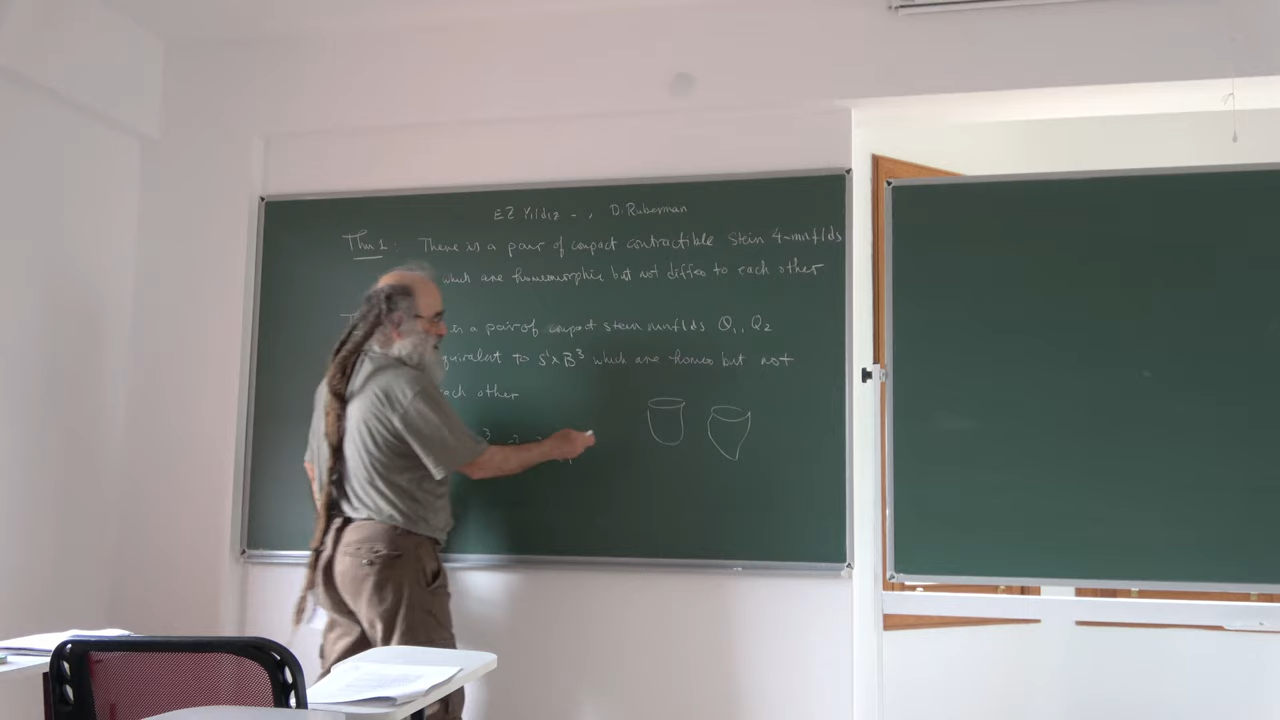 EZ Yildiz - , D. Ruberman
Thm 1: There is a pair of compact contractible Stein 4-mnflds
which are homeomorphic but not diffeo to each other
is a pair of compact stein mnflds Q1, Q2
equivalent to S¹×B³ which are homeo but not
each other